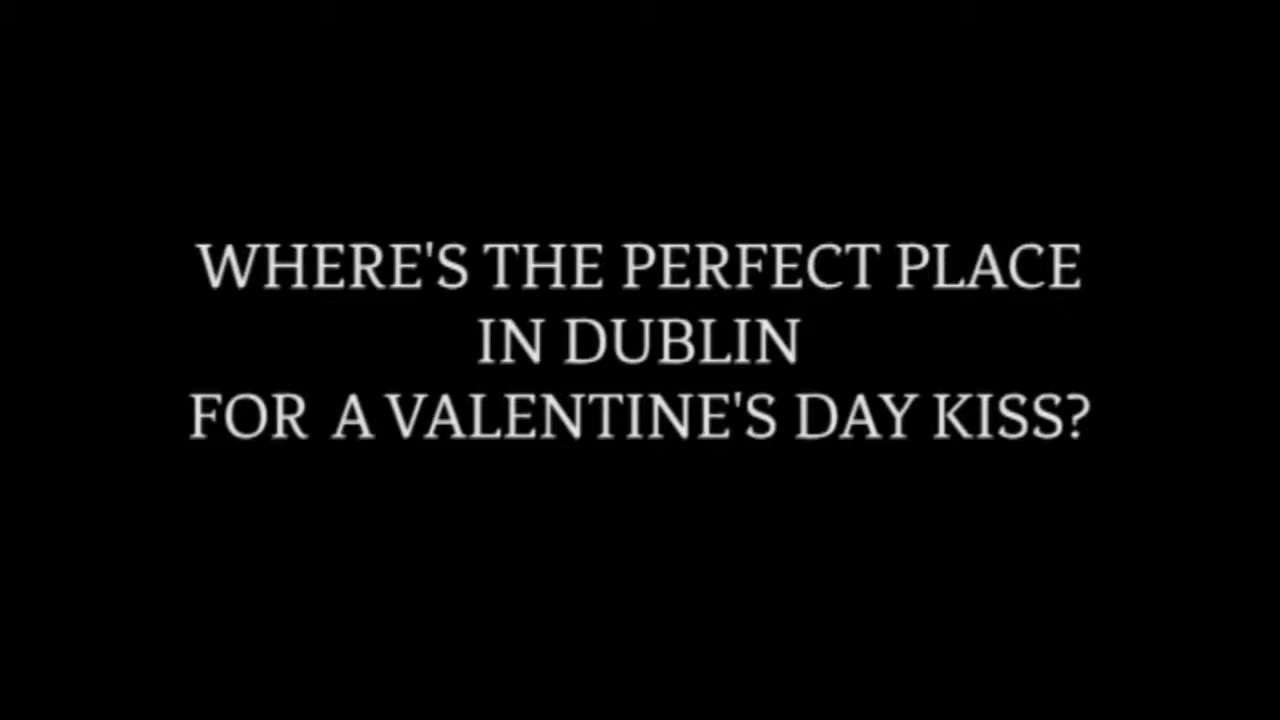 WHERE'S THE PERFECT PLACE
IN DUBLIN
FOR A VALENTINE'S DAY KISS?